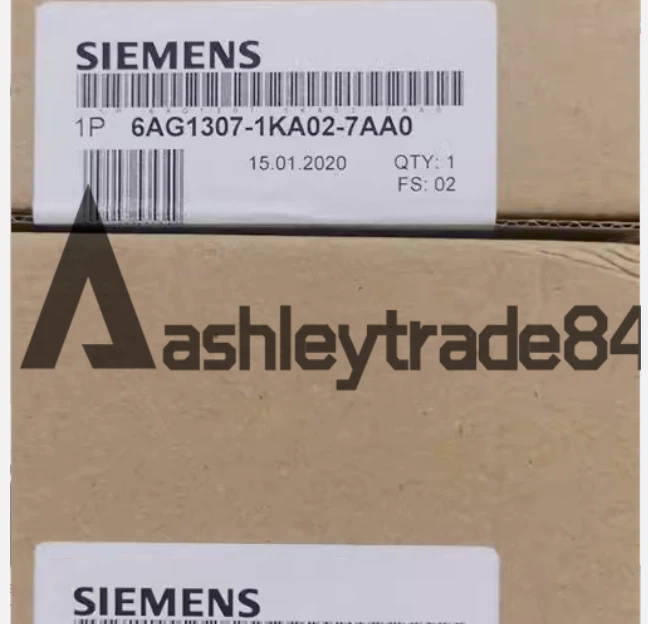 SIEMENS
1P 6AG1307-1KA02-7AA0
15.01.2020 QTY: 1
FS: 02
ashleytrade84
SIEMENS